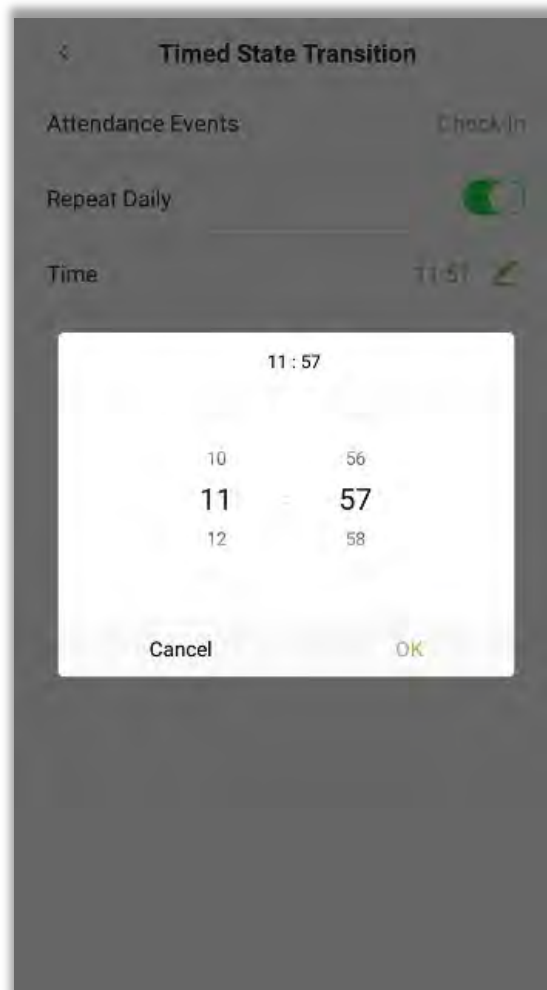 Timed State Transition
Attendance Events Check-In
Repeat Daily
Time 11:57
11 : 57
10 56
11 : 57
12 58
Cancel OK